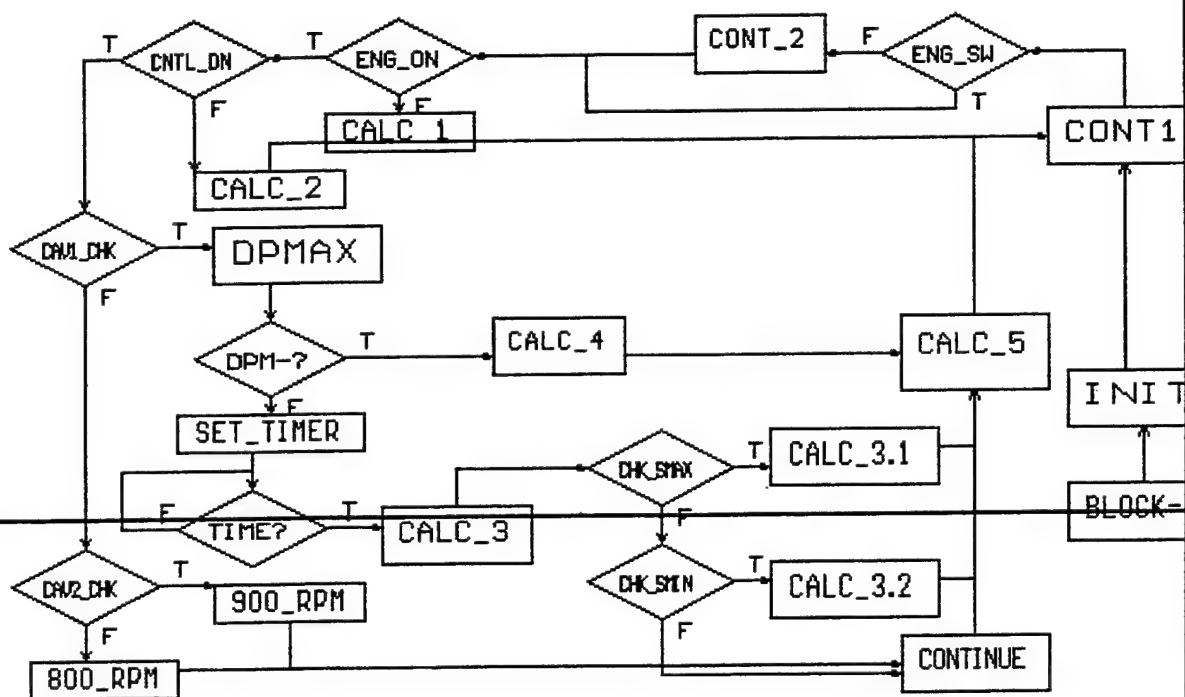 CONT_2
F
ENG_SW
T
ENG_ON
T
F
CNTL_DN
T
F
CALC_1
CONT1
CALC_2
DAV1_CHK
T
F
DPMAX
DPM-?
T
F
CALC_4
CALC_5
INIT
SET_TIMER
TIME?
F
T
CALC_3
CHK_SMAX
T
F
CALC_3.1
BLOCK-
CHK_SMIN
T
F
CALC_3.2
DAV2_CHK
T
F
900_RPM
800_RPM
CONTINUE